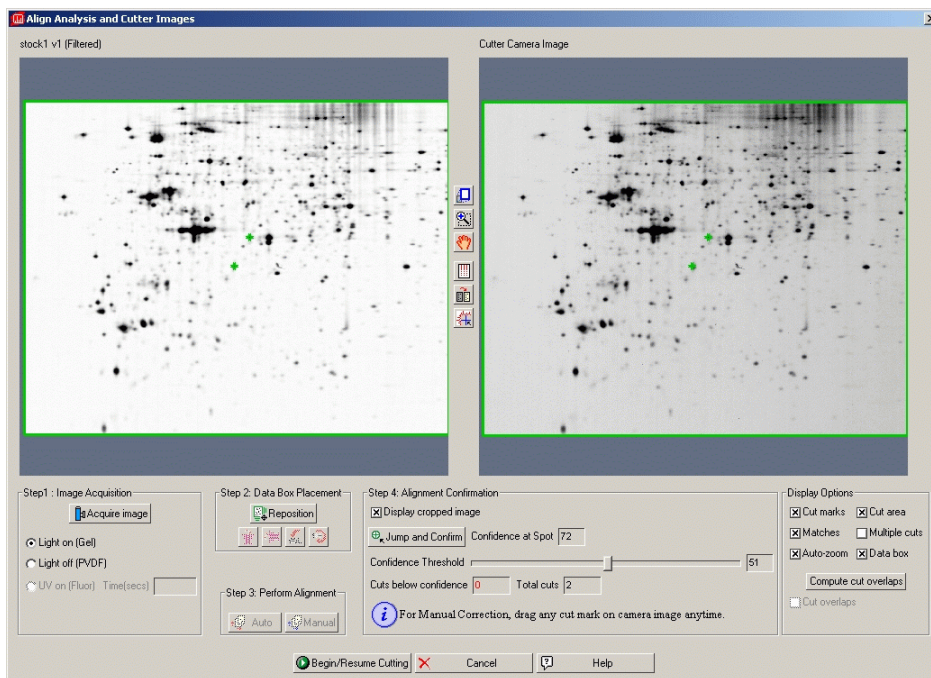 Align Analysis and Cutter Images
stock1 v1 (Filtered)
Cutter Camera Image
Step1 : Image Acquisition
Acquire image
Light on (Gel)
Light off (PVDF)
UV on (Fluor) Time(secs)
Step 2: Data Box Placement
Reposition
Step 3: Perform Alignment
Auto
Manual
Step 4: Alignment Confirmation
Display cropped image
Jump and Confirm Confidence at Spot 72
Confidence Threshold 51
Cuts below confidence 0 Total cuts 2
For Manual Correction, drag any cut mark on camera image anytime.
Display Options
Cut marks Cut area
Matches Multiple cuts
Auto-zoom Data box
Compute cut overlaps
Cut overlaps
Begin/Resume Cutting
Cancel
Help